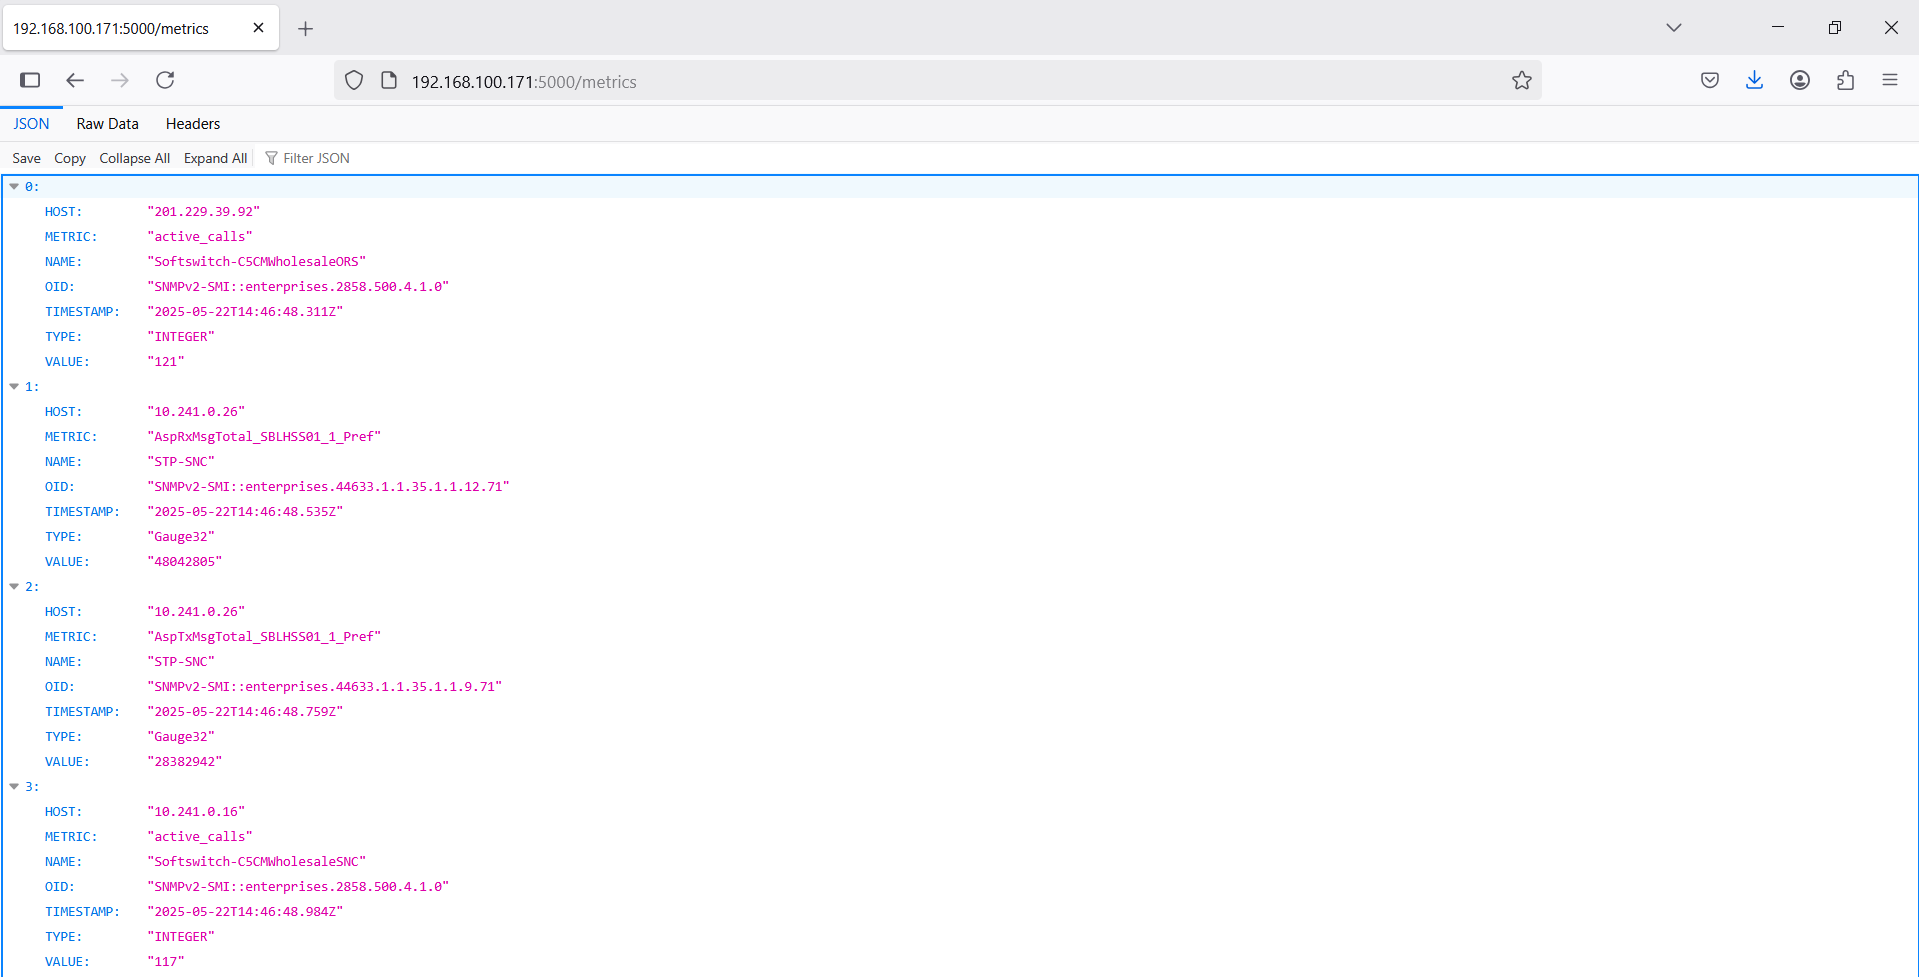 192.168.100.171:5000/metrics
192.168.100.171:5000/metrics
JSON Raw Data Headers
Save Copy Collapse All Expand All Filter JSON
0:
HOST: "201.229.39.92"
METRIC: "active_calls"
NAME: "Softswitch-C5CMWholesaleORS"
OID: "SNMPv2-SMI::enterprises.2858.500.4.1.0"
TIMESTAMP: "2025-05-22T14:46:48.311Z"
TYPE: "INTEGER"
VALUE: "121"
1:
HOST: "10.241.0.26"
METRIC: "AspRxMsgTotal_SBLHSS01_1_Pref"
NAME: "STP-SNC"
OID: "SNMPv2-SMI::enterprises.44633.1.1.35.1.1.12.71"
TIMESTAMP: "2025-05-22T14:46:48.535Z"
TYPE: "Gauge32"
VALUE: "48042805"
2:
HOST: "10.241.0.26"
METRIC: "AspTxMsgTotal_SBLHSS01_1_Pref"
NAME: "STP-SNC"
OID: "SNMPv2-SMI::enterprises.44633.1.1.35.1.1.9.71"
TIMESTAMP: "2025-05-22T14:46:48.759Z"
TYPE: "Gauge32"
VALUE: "28382942"
3:
HOST: "10.241.0.16"
METRIC: "active_calls"
NAME: "Softswitch-C5CMWholesaleSNC"
OID: "SNMPv2-SMI::enterprises.2858.500.4.1.0"
TIMESTAMP: "2025-05-22T14:46:48.984Z"
TYPE: "INTEGER"
VALUE: "117"